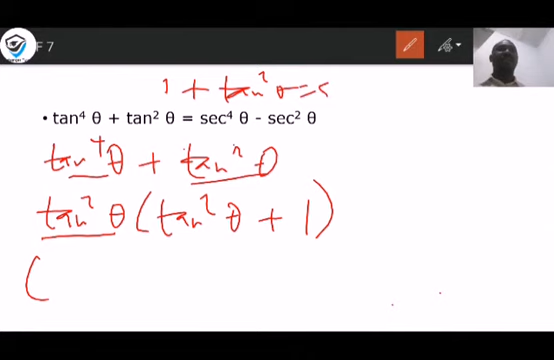 F 7
1 + tan² θ = s
• tan⁴ θ + tan² θ = sec⁴ θ - sec² θ
tan⁴ θ + tan² θ
tan² θ ( tan² θ + 1 )
(